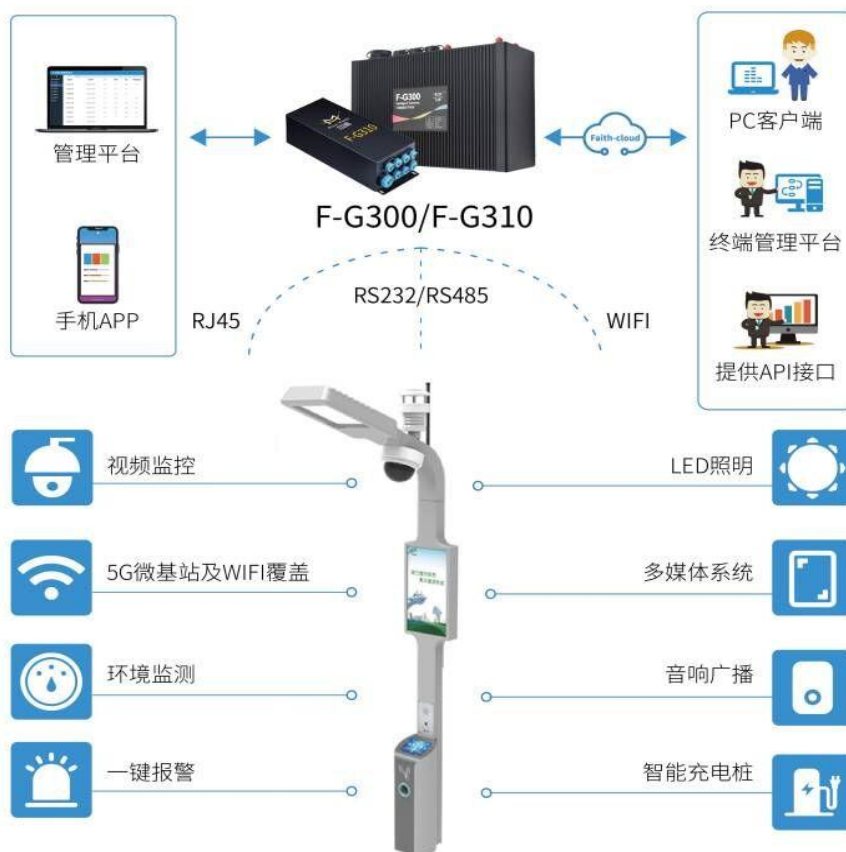 管理平台
手机APP
F-G300
F-G310
Faith-cloud
PC客户端
终端管理平台
提供API接口
F-G300/F-G310
RJ45
RS232/RS485
WIFI
视频监控
LED照明
5G微基站及WIFI覆盖
多媒体系统
环境监测
音响广播
一键报警
智能充电桩